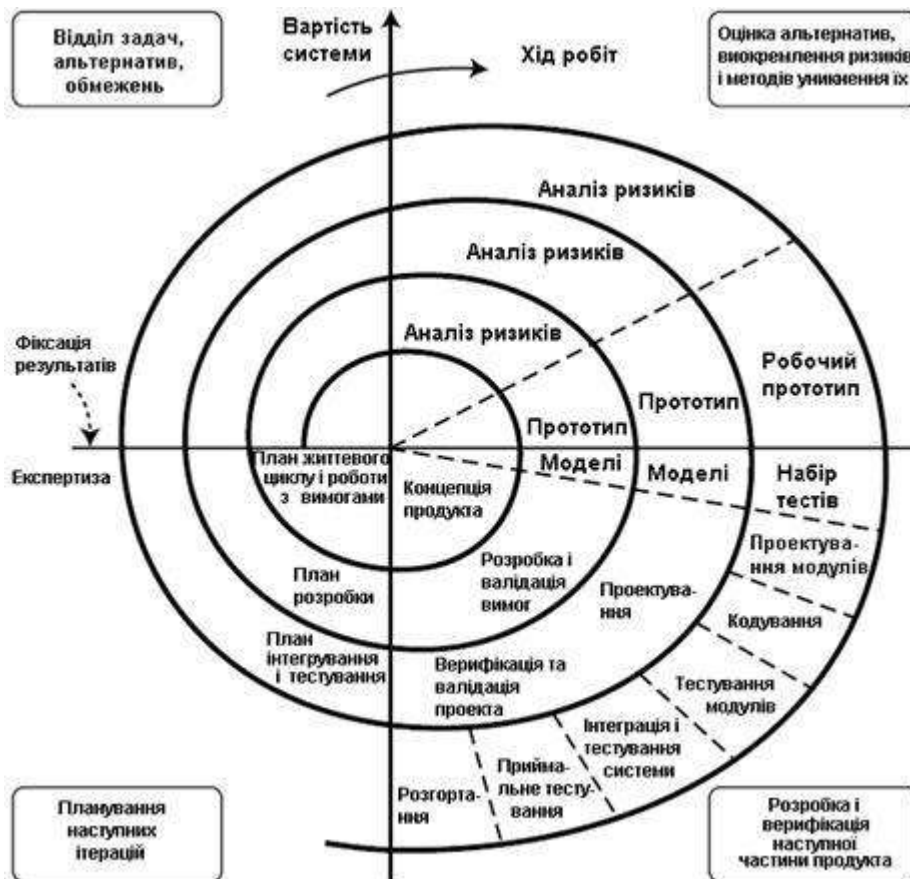 Відділ задач,
альтернатив,
обмежень
Вартість
системи
Хід робіт
Оцінка альтернатив,
виокремлення ризиків
і методів уникнення їх
Аналіз ризиків
Аналіз ризиків
Аналіз ризиків
Фіксація
результатів
Робочий
прототип
Прототип
Прототип
Експертиза
План життевого
циклу і роботи
з вимогами
Концепція
продукта
Моделі
Моделі
Набір
тестів
Проектува-
ння модулів
План
розробки
Розробка і
валідація
вимог
Проектува-
ння
Кодування
План
інтегрування
і тестування
Верифікація та
валідація
проекта
Тестування
модулів
Інтеграція і
тестування
системи
Прийма-
льне тесту-
вання
Розгорта-
ння
Планування
наступних
ітерацій
Розробка і
верифікація
наступної
частини продукта